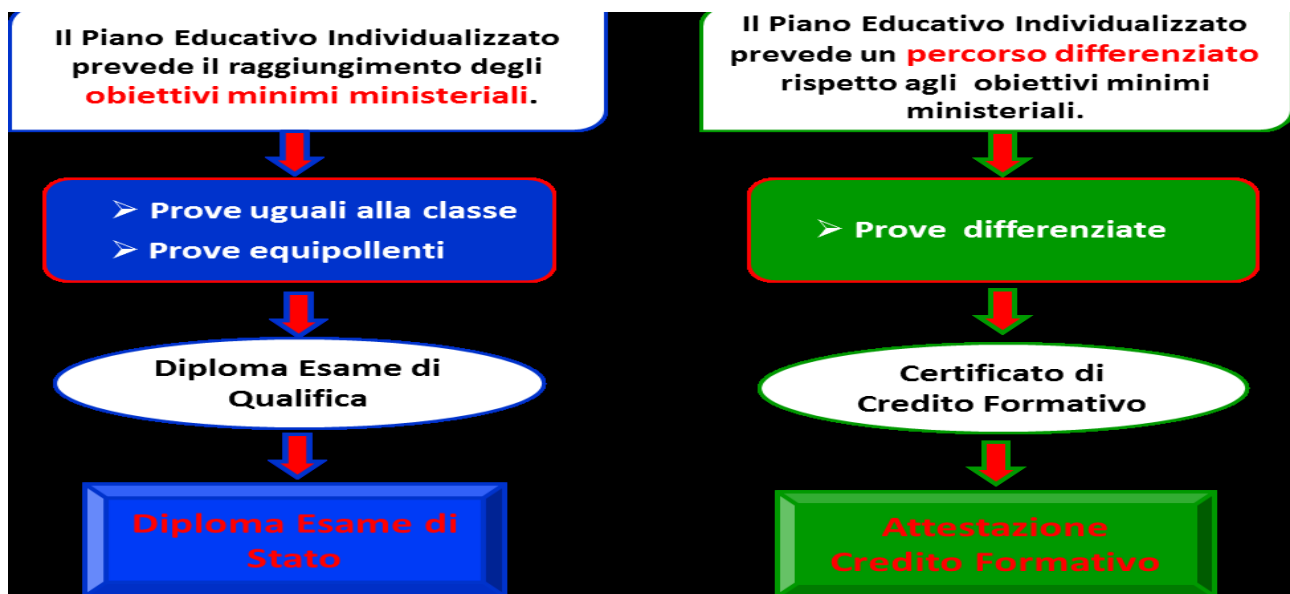 Il Piano Educativo Individualizzato
prevede il raggiungimento degli
obiettivi minimi ministeriali.
➢ Prove uguali alla classe
➢ Prove equipollenti
Diploma Esame di
Qualifica
Diploma Esame di
Stato
Il Piano Educativo Individualizzato
prevede un percorso differenziato
rispetto agli obiettivi minimi
ministeriali.
➢ Prove differenziate
Certificato di
Credito Formativo
Attestazione
Credito Formativo